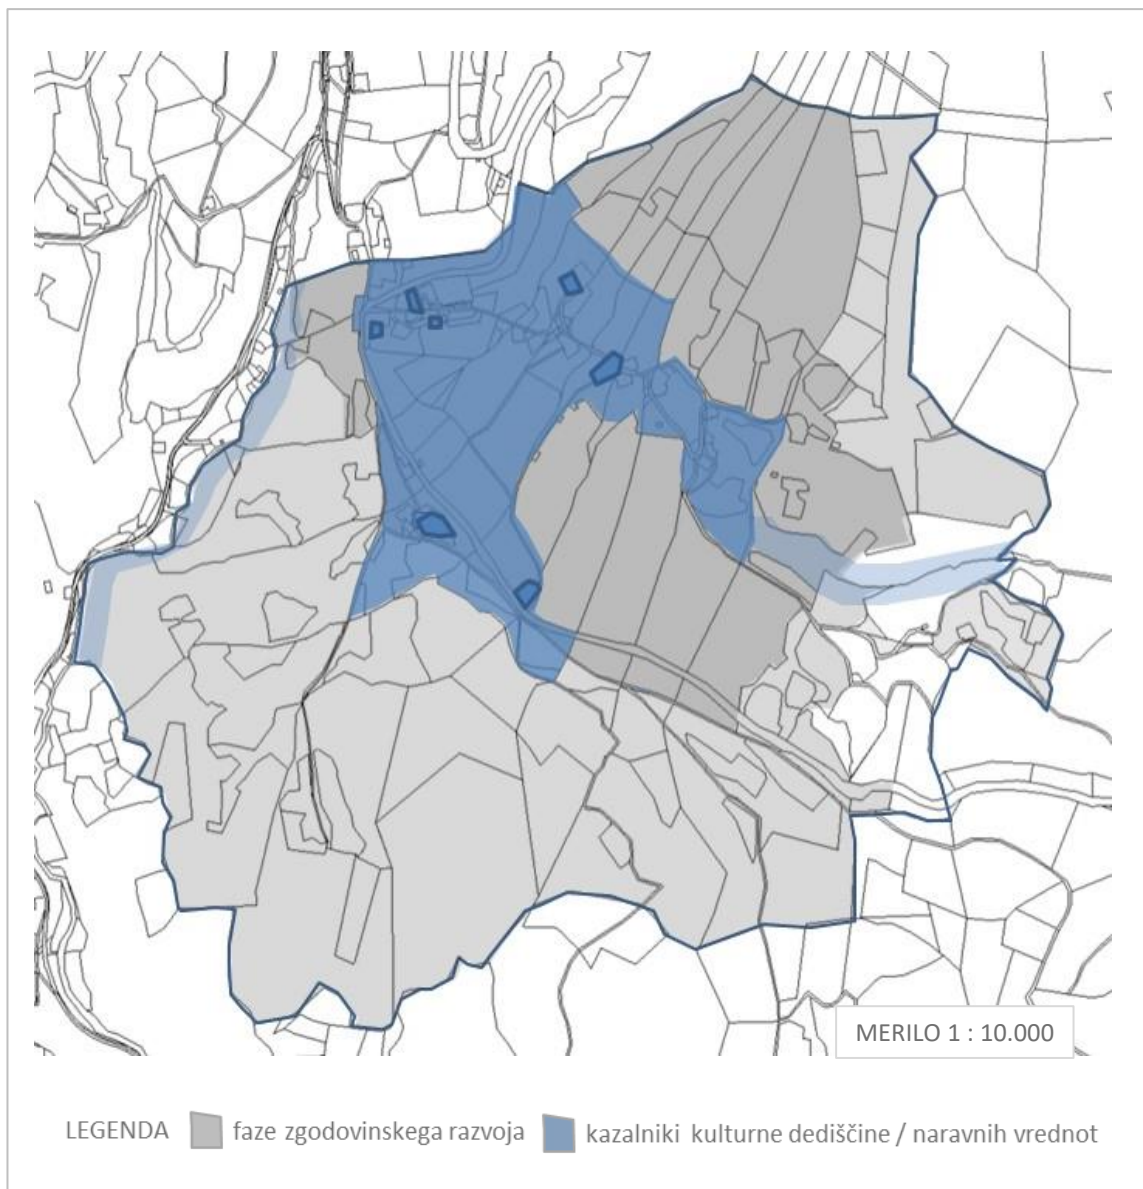 MERILO 1 : 10.000
LEGENDA faze zgodovinskega razvoja kazalniki kulturne dediščine / naravnih vrednot